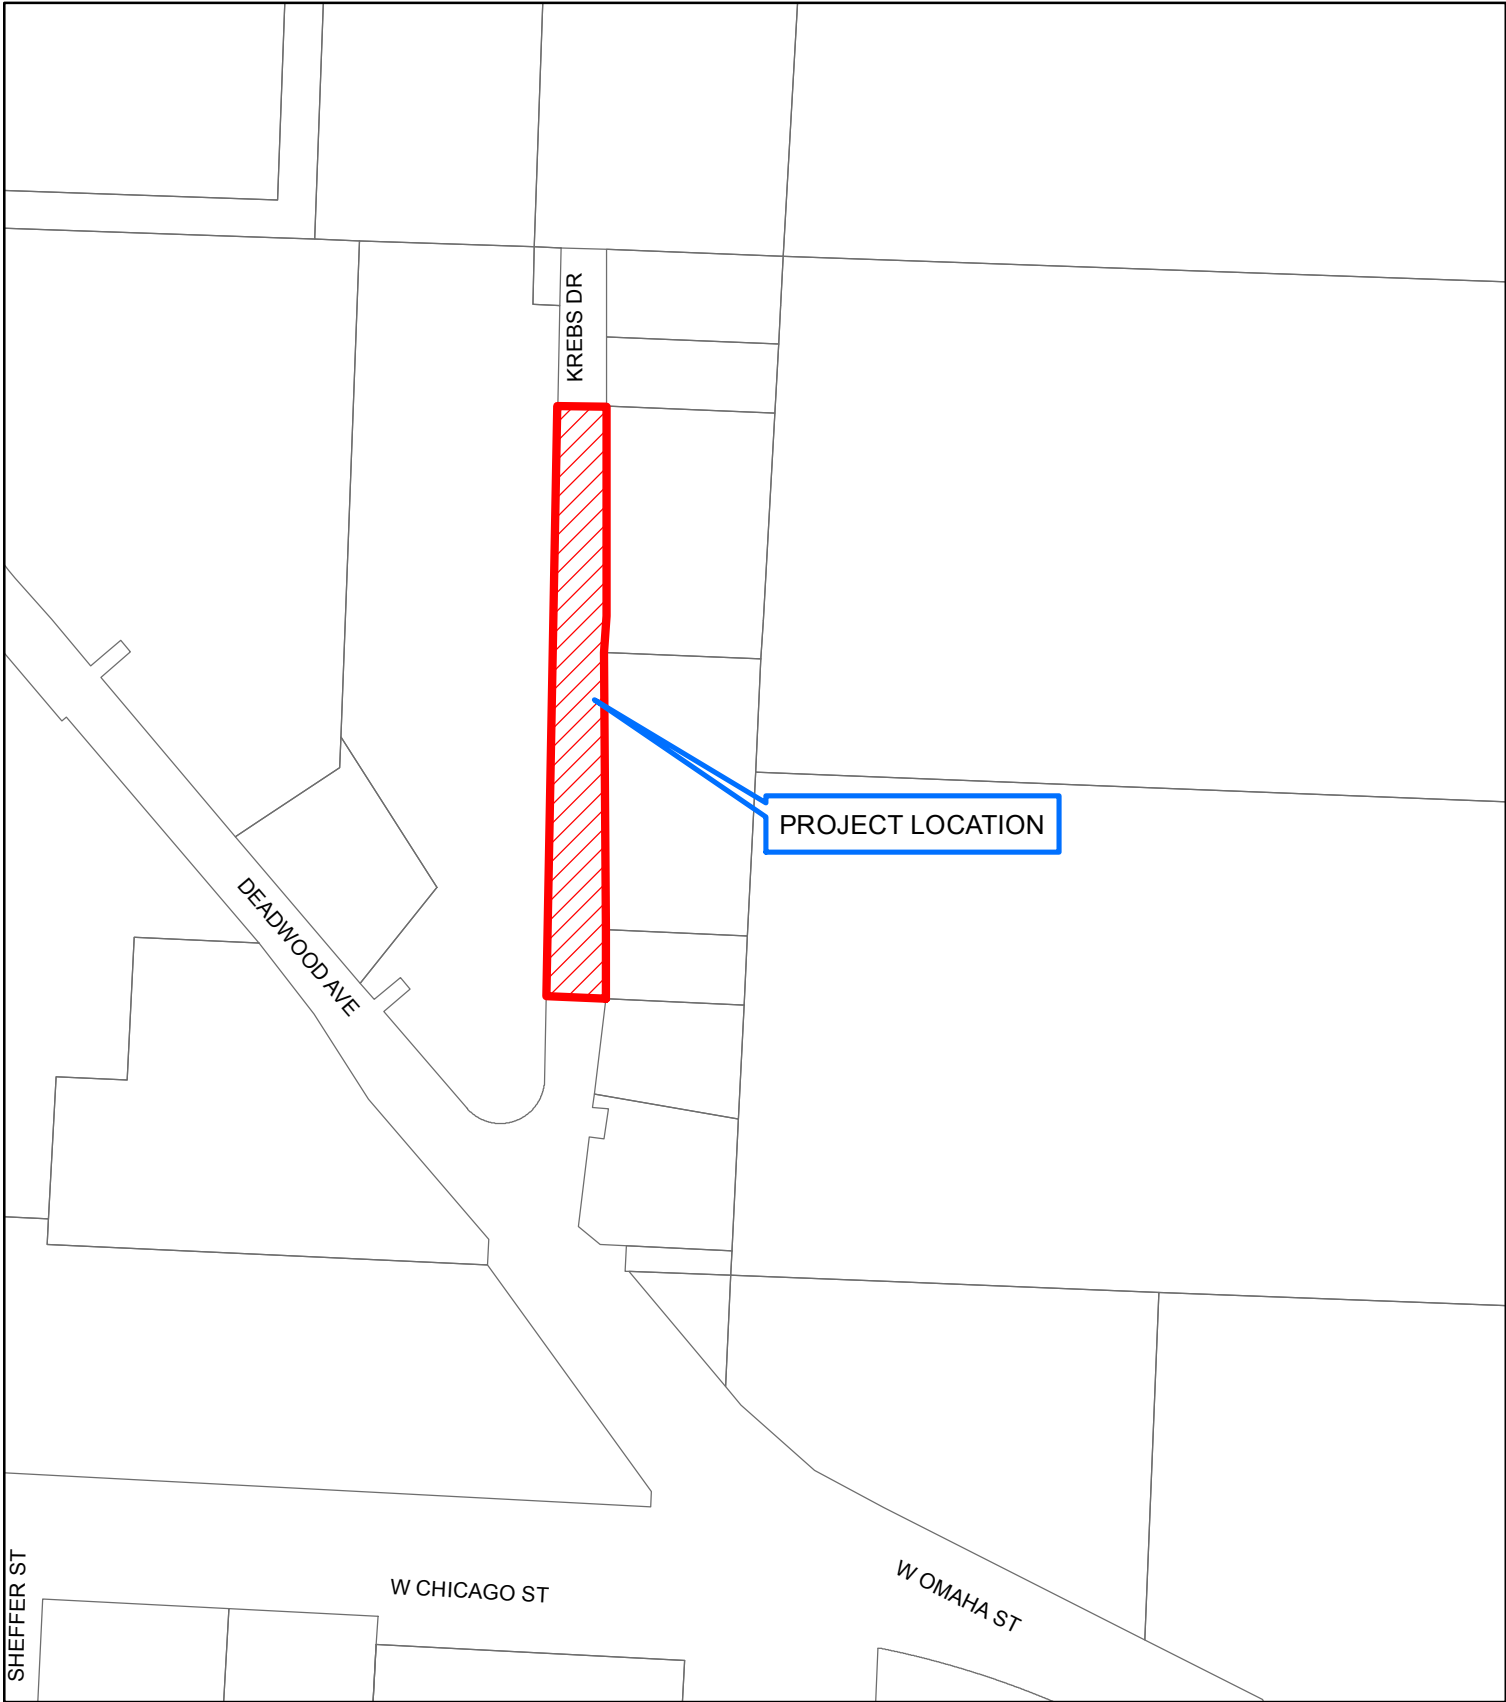 KREBS DR
PROJECT LOCATION
DEADWOOD AVE
W CHICAGO ST
W OMAHA ST
SHEFFER ST